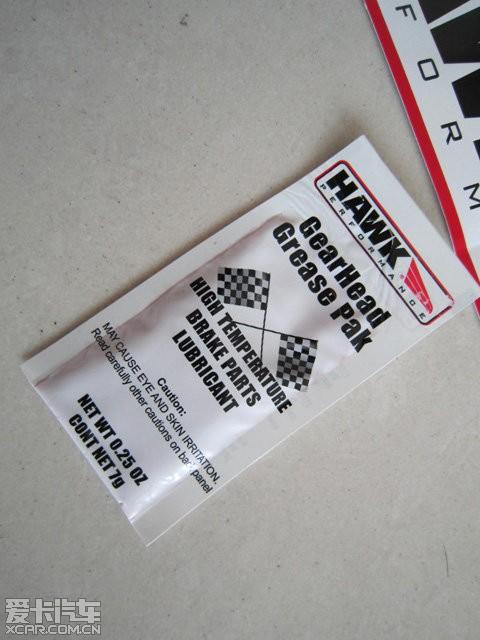 HAWK
PERFORMANCE
GearHead
Grease Pak
HIGH TEMPERATURE
BRAKE PARTS
LUBRICANT
Caution:
MAY CAUSE EYE AND SKIN IRRITATION.
Read carefully other cautions on back panel
NET WT 0.25 OZ
CONT NET 7g
FORM
爱卡汽车
XCAR.COM.CN